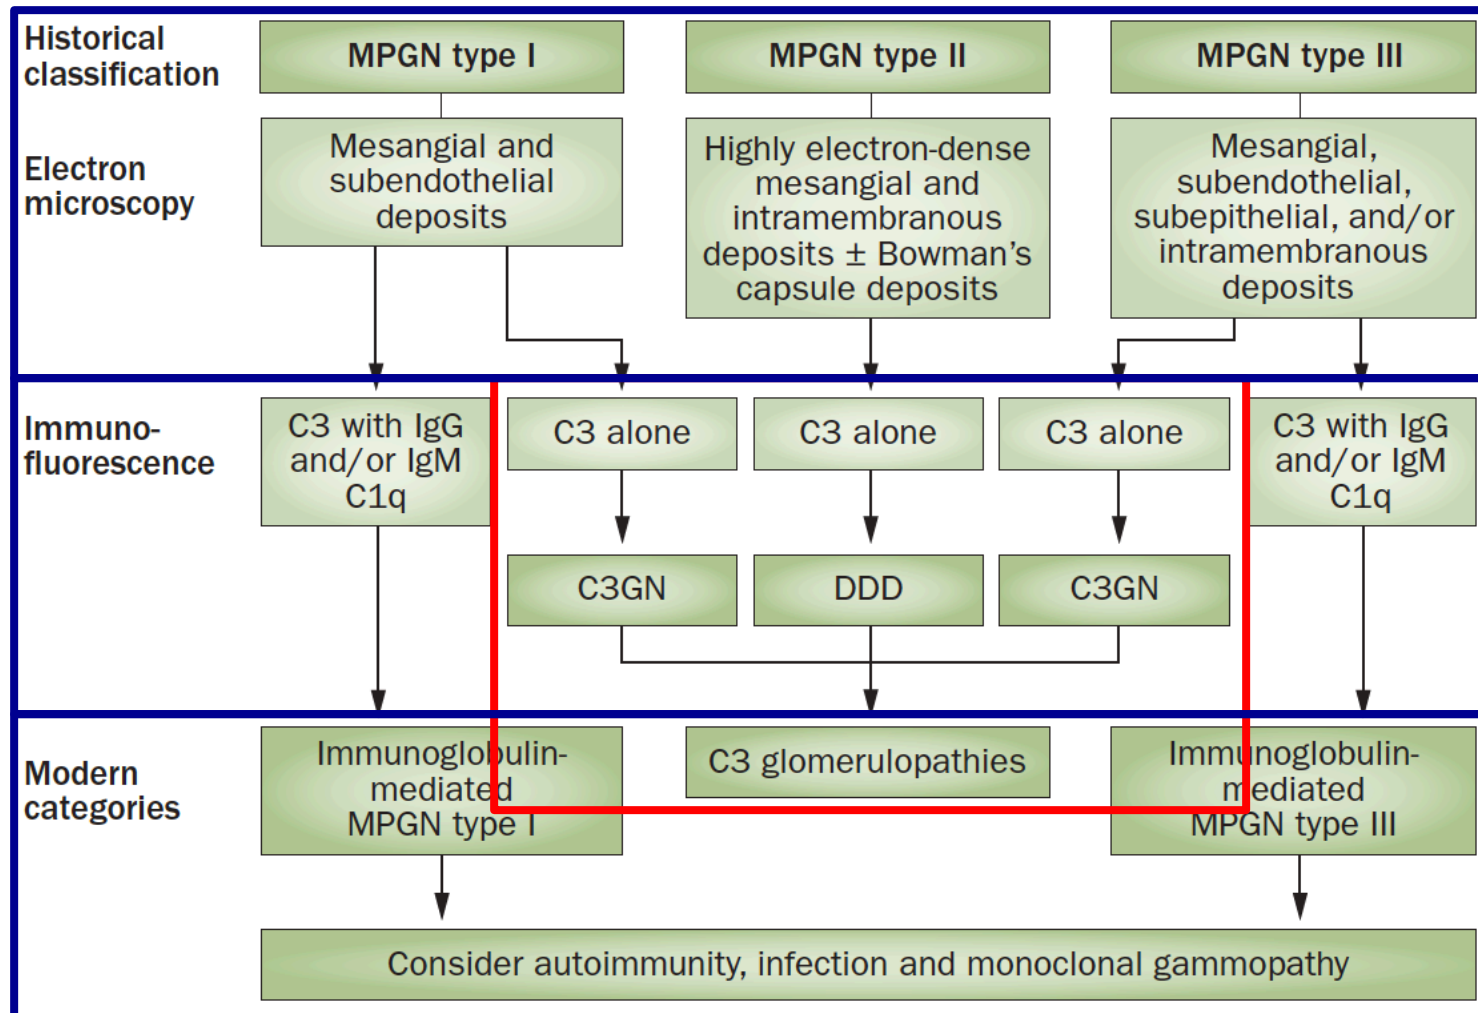 Historical
classification
MPGN type I
MPGN type II
MPGN type III
Electron
microscopy
Mesangial and
subendothelial
deposits
Highly electron-dense
mesangial and
intramembranous
deposits ± Bowman’s
capsule deposits
Mesangial,
subendothelial,
subepithelial, and/or
intramembranous
deposits
Immuno-
fluorescence
C3 with IgG
and/or IgM
C1q
C3 alone
C3 alone
C3 alone
C3 with IgG
and/or IgM
C1q
C3GN
DDD
C3GN
Modern
categories
Immunoglobulin-
mediated
MPGN type I
C3 glomerulopathies
Immunoglobulin-
mediated
MPGN type III
Consider autoimmunity, infection and monoclonal gammopathy